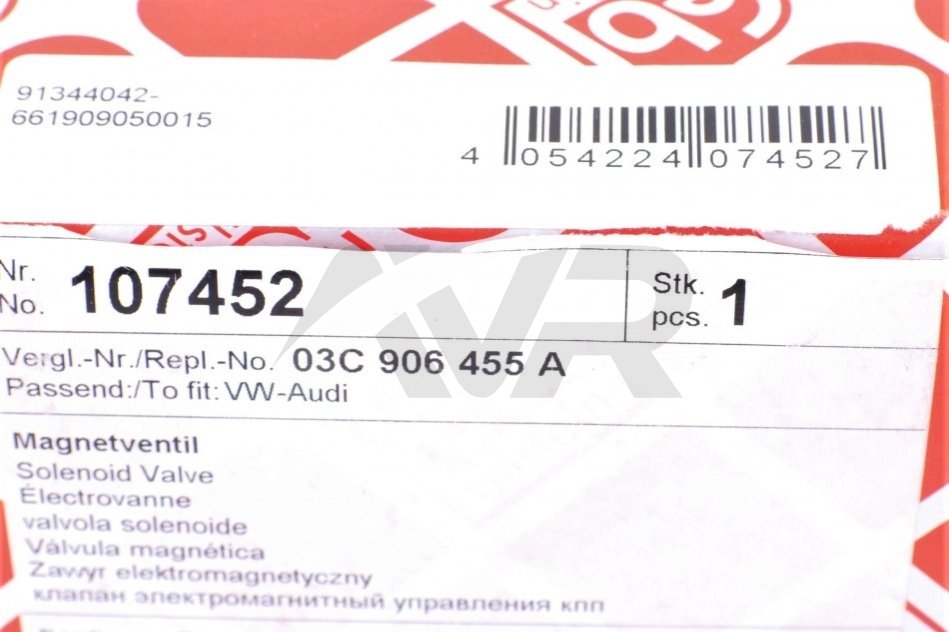 91344042-
661909050015
4 054224 074527
Nr.
No. 107452
Stk.
pcs. 1
Vergl.-Nr./Repl.-No. 03C 906 455 A
Passend:/To fit: VW-Audi
Magnetventil
Solenoid Valve
Électrovanne
valvola solenoide
Válvula magnética
Zawyr elektromagnetyczny
клапан электромагнитный управления кпп
VR